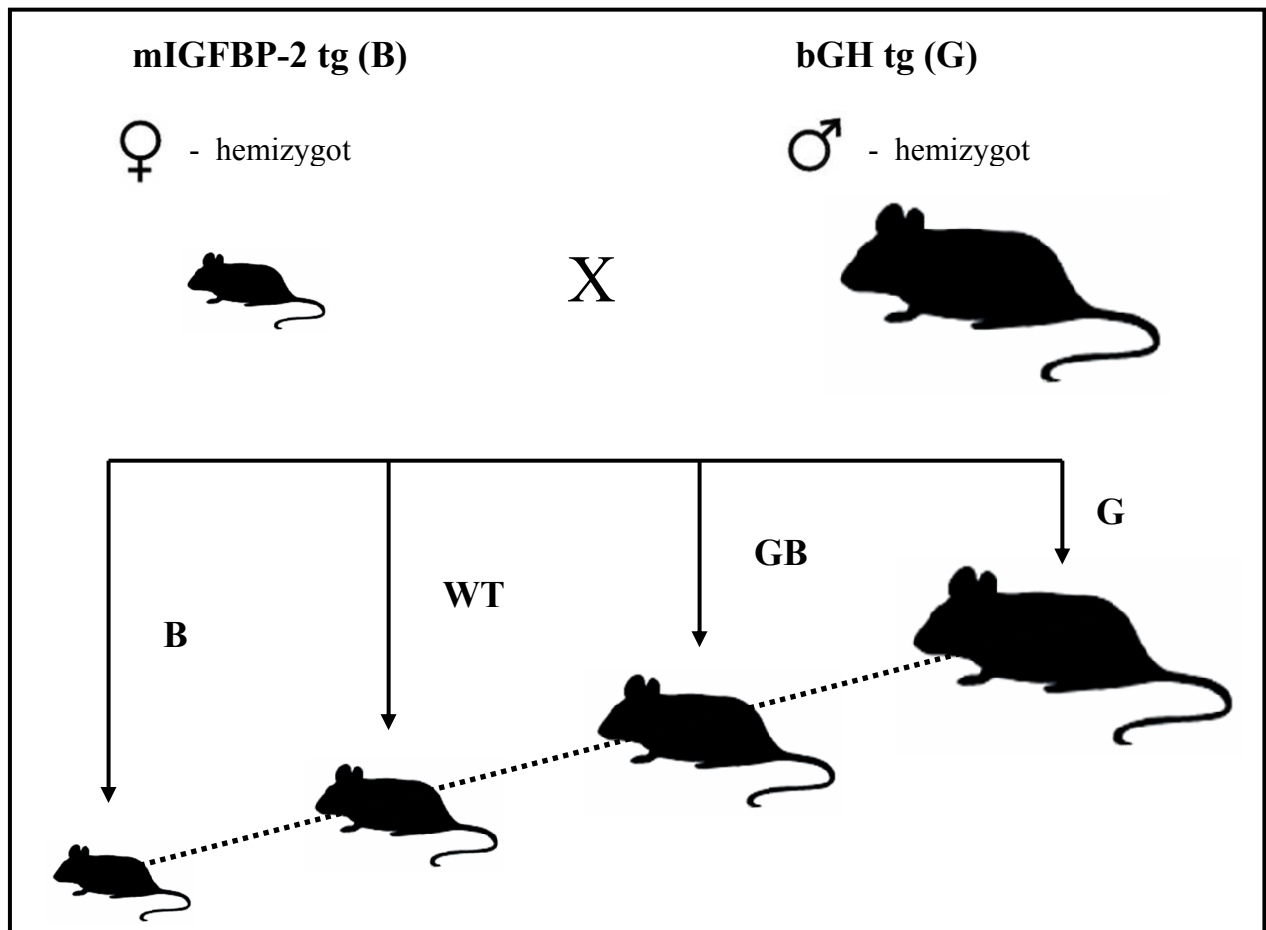 mIGFBP-2 tg (B)
bGH tg (G)
♀ - hemizygot
♂ - hemizygot
X
G
GB
WT
B